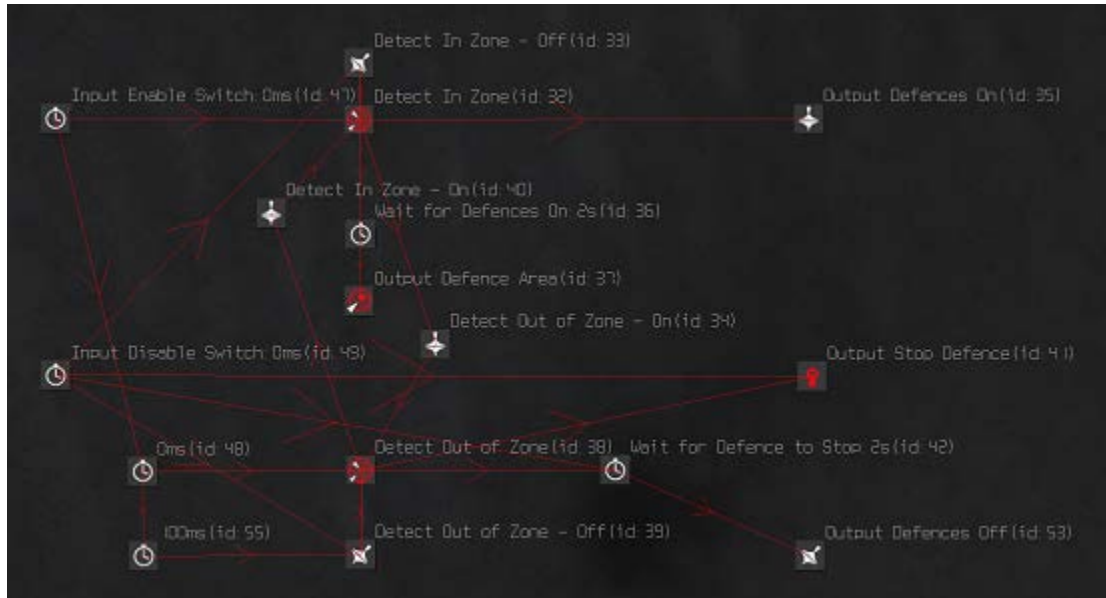 Detect In Zone - Off(id: 33)
Input Enable Switch 0ms(id: 47)
Detect In Zone(id: 32)
Output Defences On(id: 35)
Detect In Zone - On(id: 40)
Wait for Defences On 2s(id: 36)
Output Defence Area(id: 37)
Detect Out of Zone - On(id: 34)
Input Disable Switch 0ms(id: 49)
Output Stop Defence(id: 41)
0ms(id: 48)
Detect Out of Zone(id: 38)
Wait for Defence to Stop 2s(id: 42)
100ms(id: 55)
Detect Out of Zone - Off(id: 39)
Output Defences Off(id: 53)